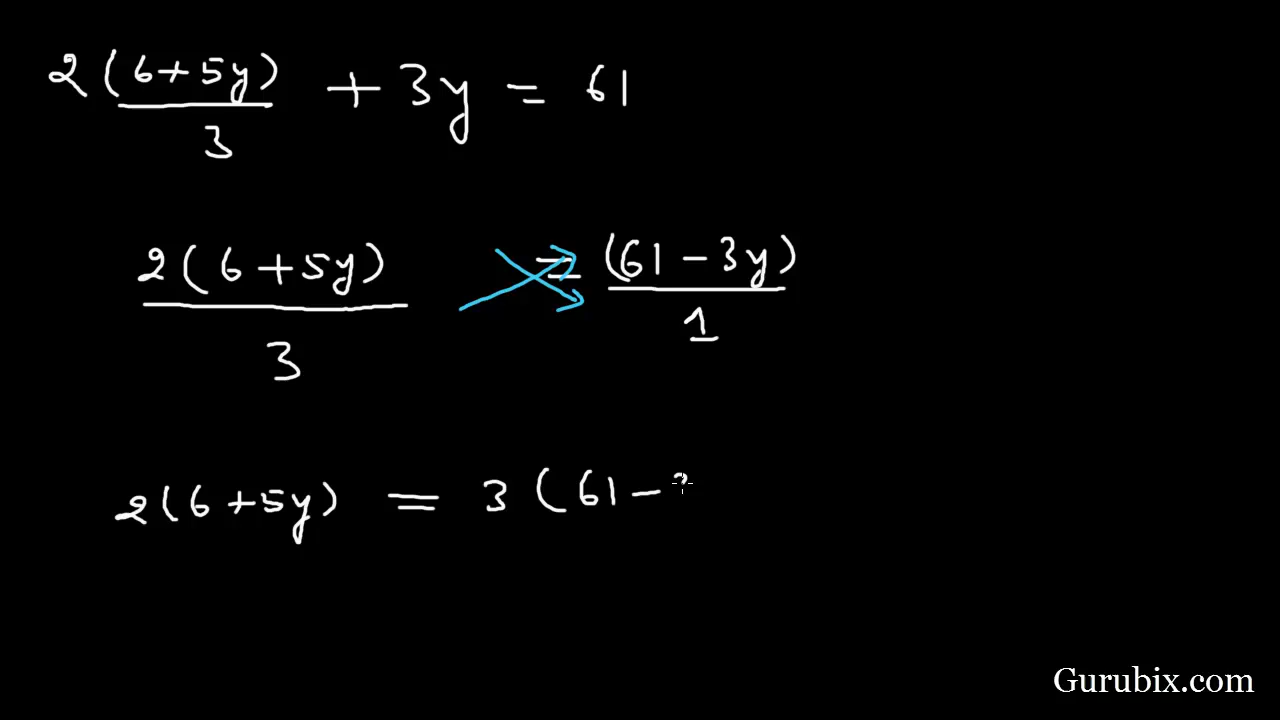 2(6+5y)/3 + 3y = 61
2(6+5y)/3 = (61-3y)/1
2(6+5y) = 3(61-
Gurubix.com